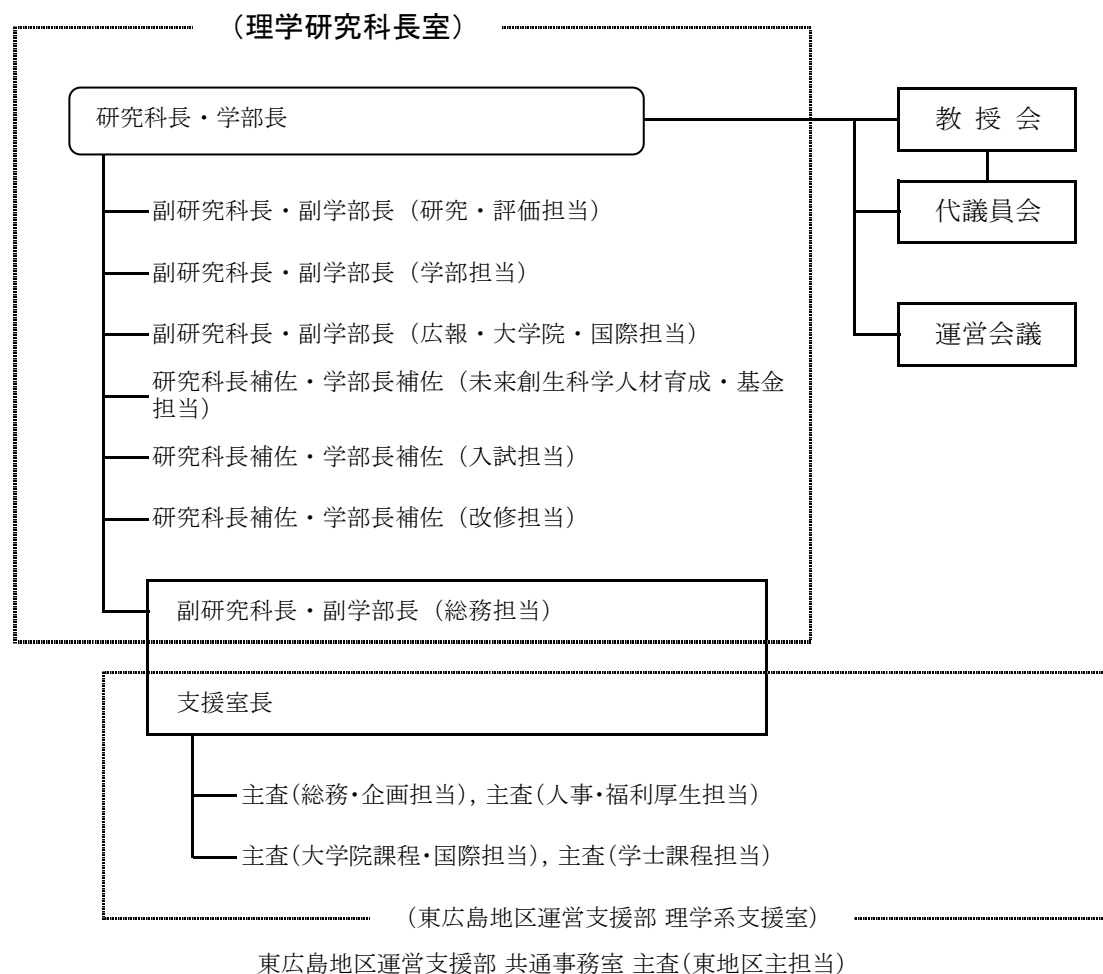 （理学研究科長室）
研究科長・学部長
教 授 会
副研究科長・副学部長（研究・評価担当）
代議員会
副研究科長・副学部長（学部担当）
副研究科長・副学部長（広報・大学院・国際担当）
運営会議
研究科長補佐・学部長補佐（未来創生科学人材育成・基金
担当）
研究科長補佐・学部長補佐（入試担当）
研究科長補佐・学部長補佐（改修担当）
副研究科長・副学部長（総務担当）
支援室長
主査（総務・企画担当）, 主査（人事・福利厚生担当）
主査（大学院課程・国際担当）, 主査（学士課程担当）
（東広島地区運営支援部 理学系支援室）
東広島地区運営支援部 共通事務室 主査（東地区主担当）